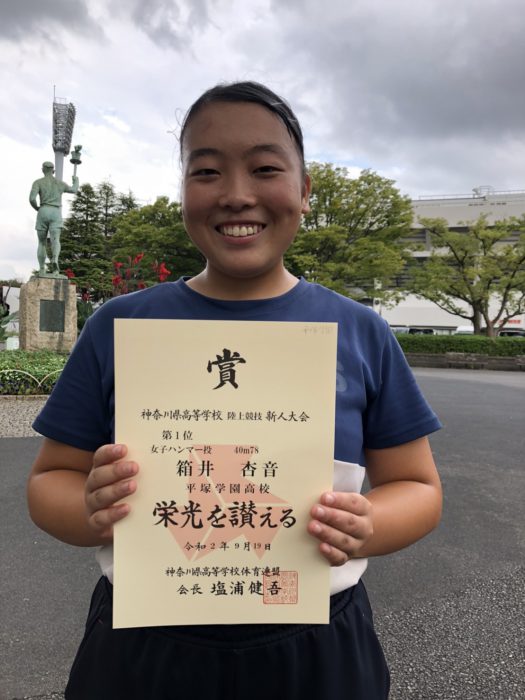 賞
神奈川県高等学校 陸上競技 新人大会
第1位
女子ハンマー投 40m78
箱井 杏音
平塚学園高校
栄光を讃える
令和2年9月19日
神奈川県高等学校体育連盟
会長 塩浦健吾